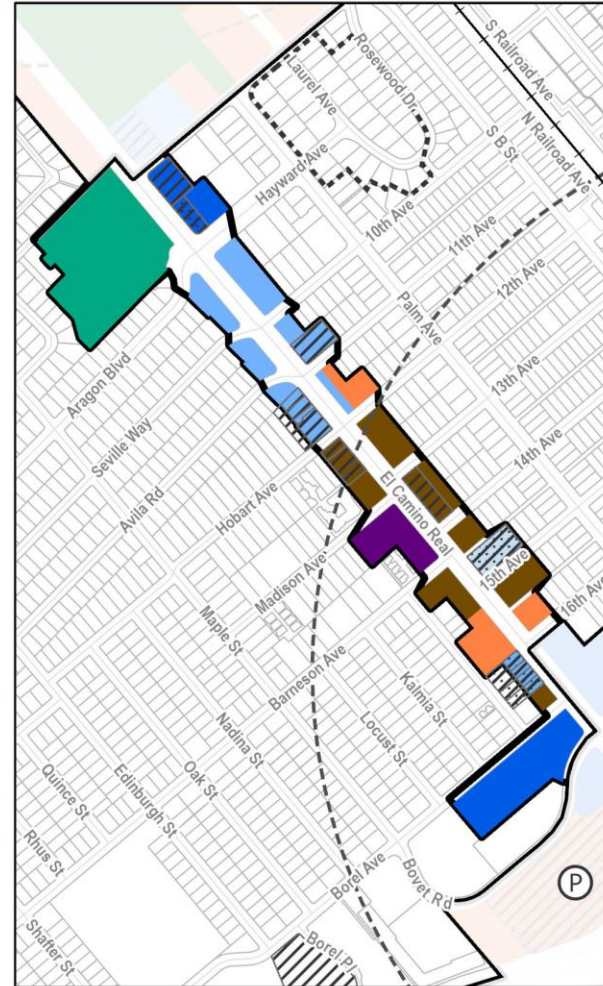 S Railroad Ave
Rosewood Dr
Laurel Ave
N Railroad Ave
S B St
Hayward Ave
10th Ave
11th Ave
12th Ave
Palm Ave
13th Ave
Aragon Blvd
14th Ave
Seville Way
Avila Rd
Hobart Ave
El Camino Real
15th Ave
16th Ave
Madison Ave
Maple St
Barneson Ave
Kalmia St
Nadina St
Locust St
Quince St
Edinburgh St
Oak St
Rhus St
Borel Ave
Bovet Rd
P
Shafter St
Borel Pl